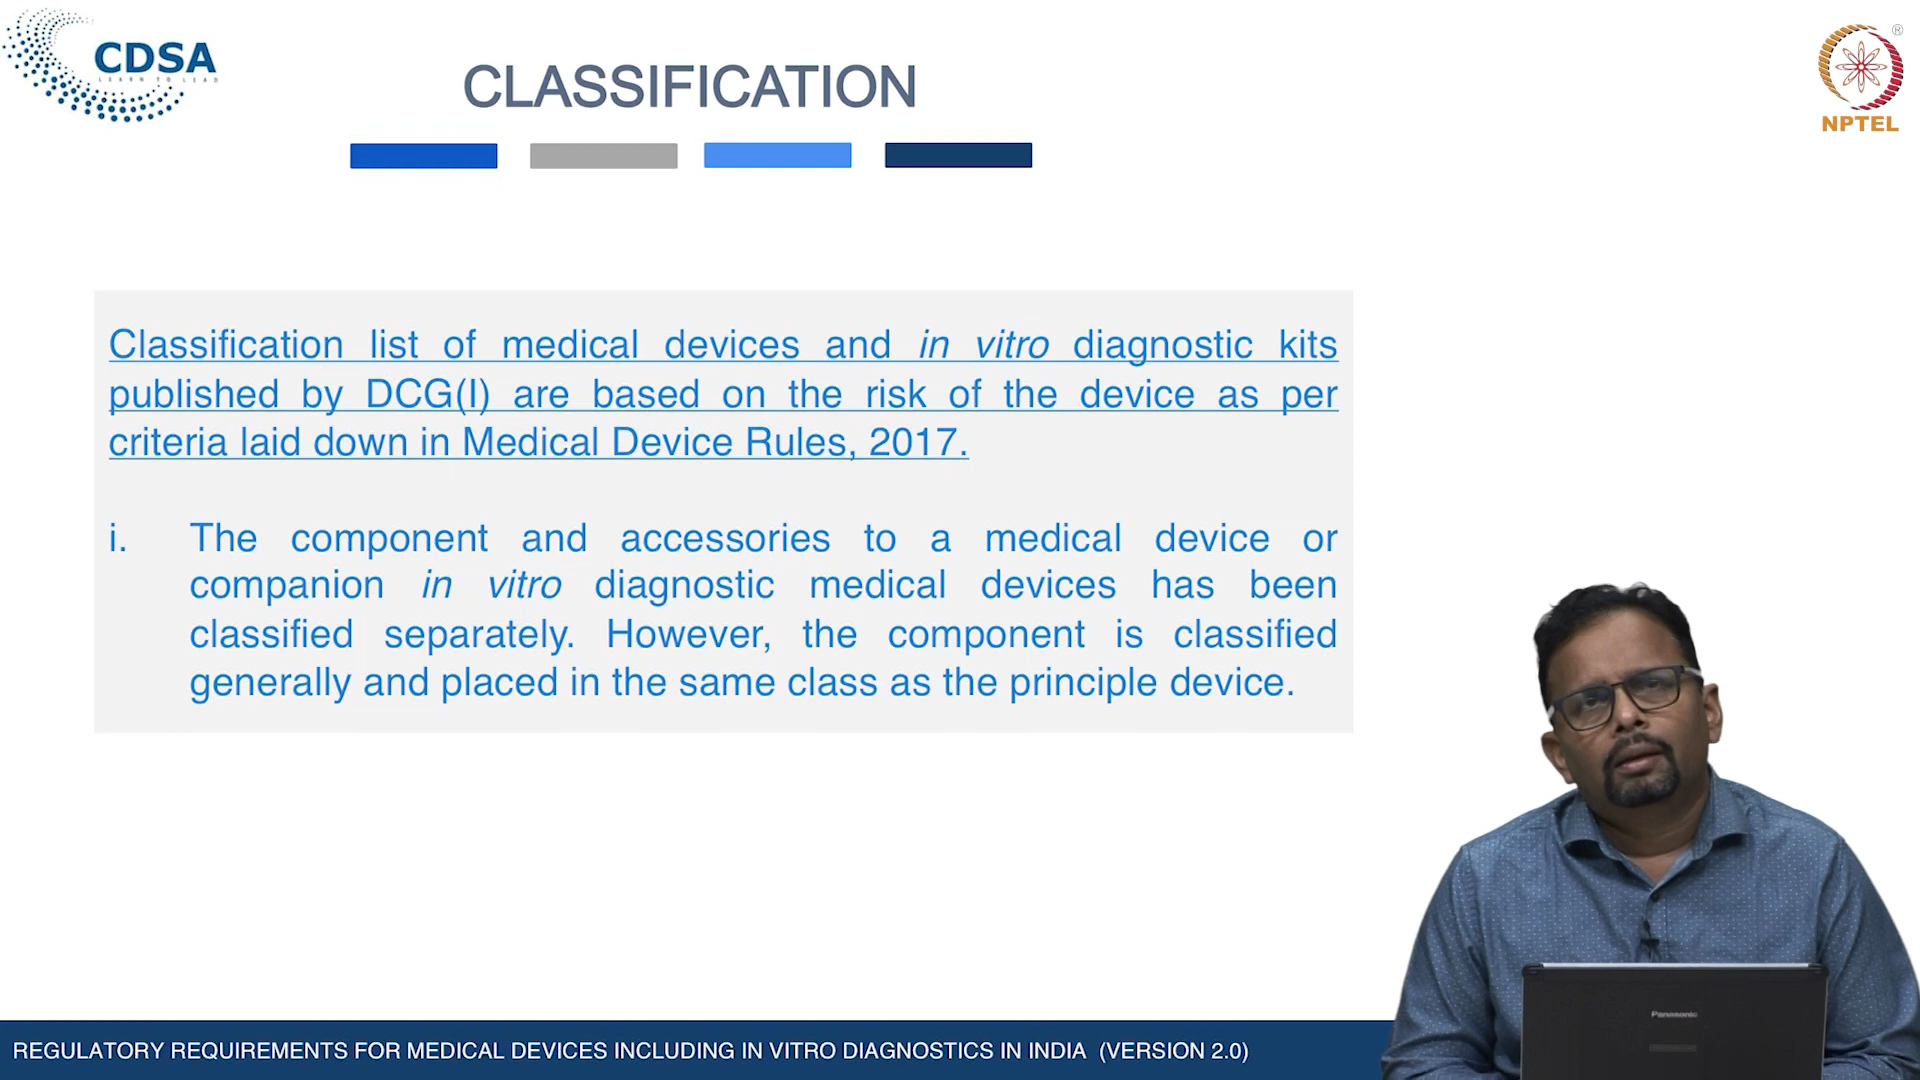 CDSA
LEARN TO LEAD
CLASSIFICATION
®
NPTEL
Classification list of medical devices and in vitro diagnostic kits
published by DCG(I) are based on the risk of the device as per
criteria laid down in Medical Device Rules, 2017.
i. The component and accessories to a medical device or
companion in vitro diagnostic medical devices has been
classified separately. However, the component is classified
generally and placed in the same class as the principle device.
Panasonic
REGULATORY REQUIREMENTS FOR MEDICAL DEVICES INCLUDING IN VITRO DIAGNOSTICS IN INDIA (VERSION 2.0)